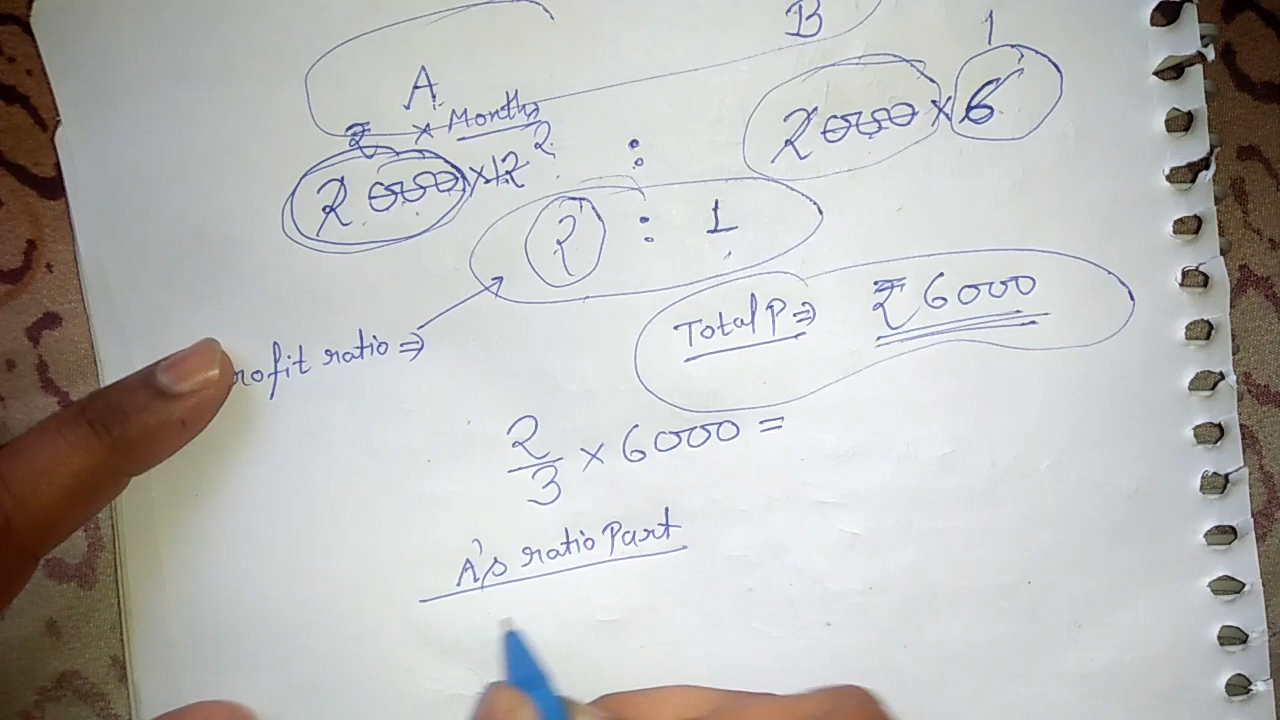 A B
₹ × Months 1
2000 × 12 2 : 2000 × 6
2 : 1
Total P ⇒ ₹ 6000
rofit ratio ⇒
2/3 × 6000 =
A's ratio Part